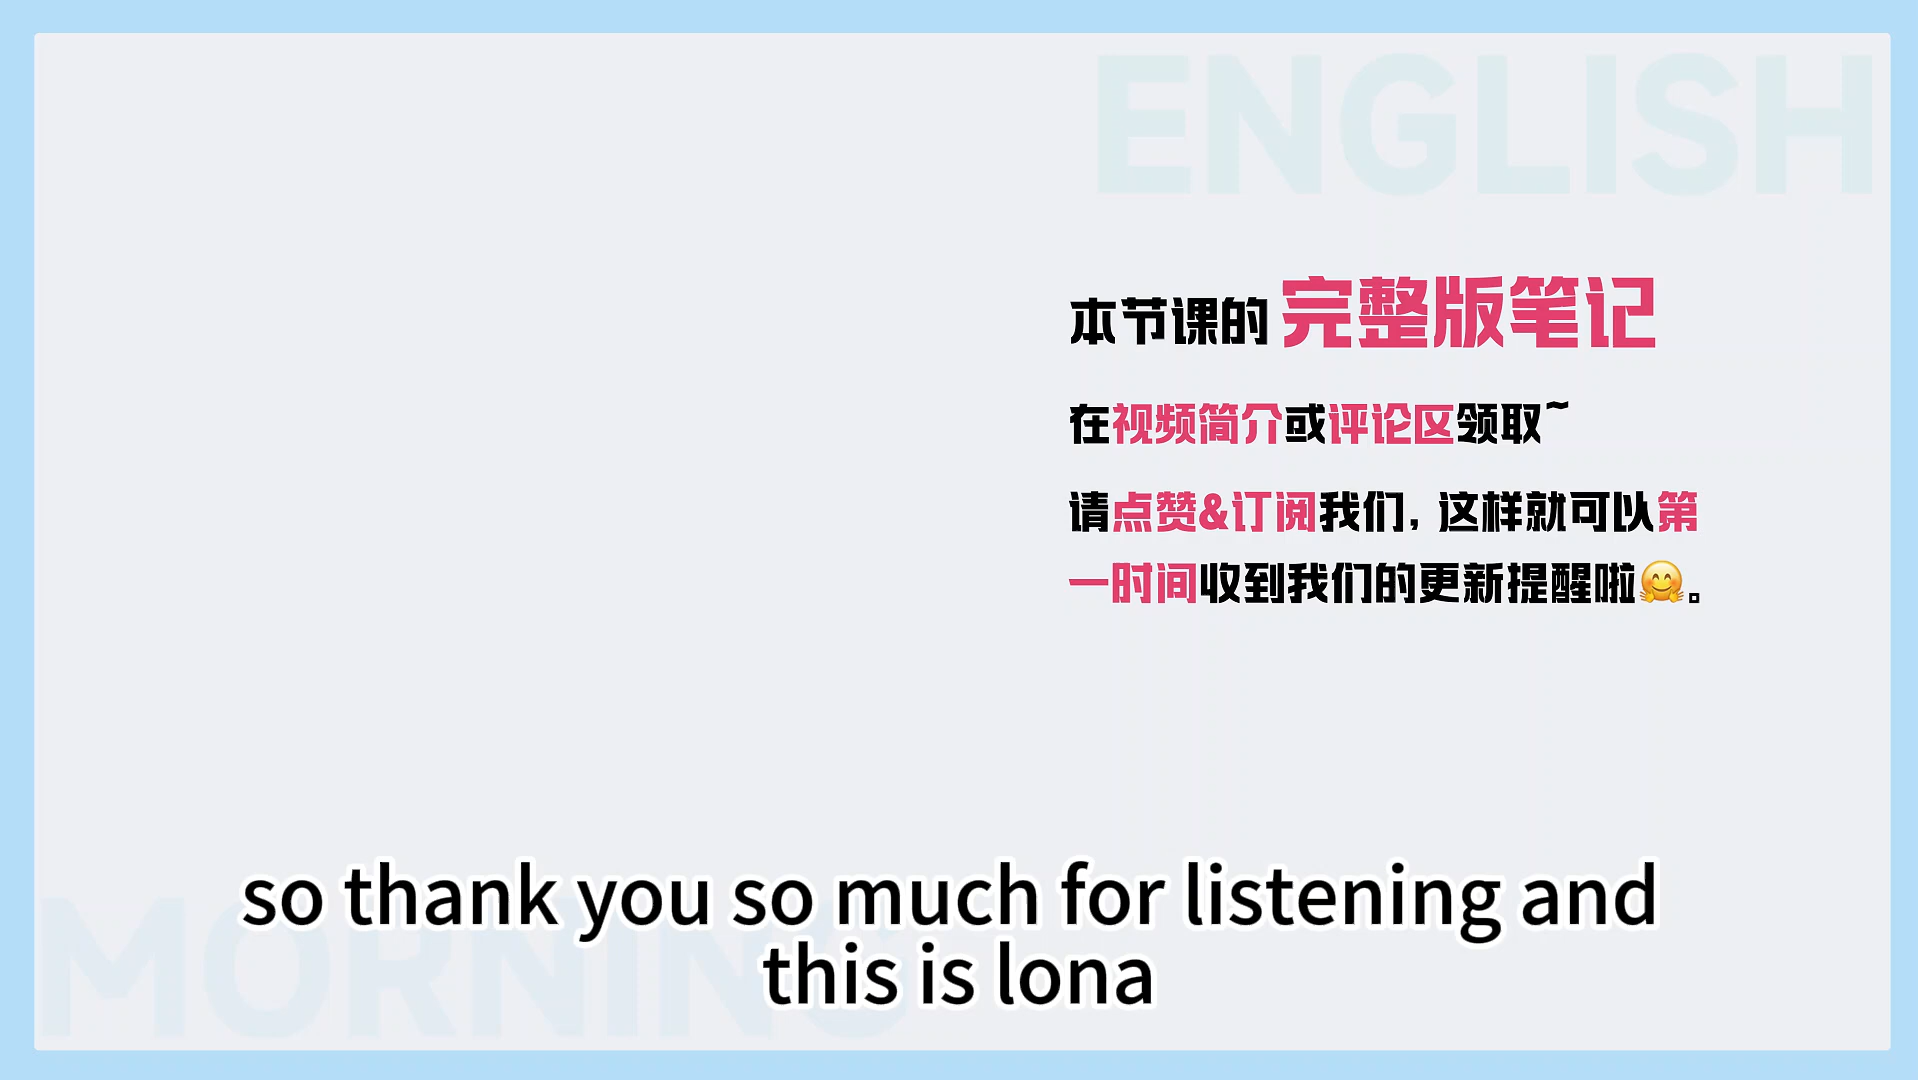 ENGLISH
本节课的 完整版笔记
在视频简介或评论区领取~
请点赞&订阅我们，这样就可以第
一时间收到我们的更新提醒啦🤗。
so thank you so much for listening and
this is lona
MORNING